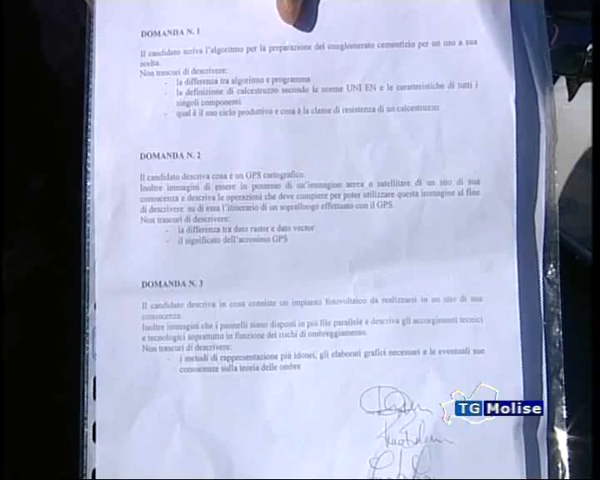 DOMANDA N. 1
Il candidato scriva l'algoritmo per la preparazione del conglomerato cementizio per un uso a sua
scelta.
Non trascuri di descrivere:
- la differenza tra algoritmo e programma
- la definizione di calcestruzzo secondo le norme UNI EN e le caratteristiche di tutti i
singoli componenti
- qual è il suo ciclo produttivo e cosa è la classe di resistenza di un calcestruzzo
DOMANDA N. 2
Il candidato descriva cosa è un GPS cartografico.
Inoltre immagini di essere in possesso di un'immagine aerea o satellitare di un sito di sua
conoscenza e descriva le operazioni che deve compiere per poter utilizzare questa immagine al fine
di descrivere su di essa l'itinerario di un sopralluogo effettuato con il GPS.
Non trascuri di descrivere:
- la differenza tra dato raster e dato vector
- il significato dell'acronimo GPS
DOMANDA N. 3
Il candidato descriva in cosa consiste un impianto fotovoltaico da realizzarsi in un sito di sua
conoscenza.
Inoltre immagini che i pannelli siano disposti in più file parallele e descriva gli accorgimenti tecnici
e tecnologici soprattutto in funzione dei rischi di ombreggiamento.
Non trascuri di descrivere:
- i metodi di rappresentazione più idonei, gli elaborati grafici necessari e le eventuali sue
conoscenze sulla teoria delle ombre
TG Molise